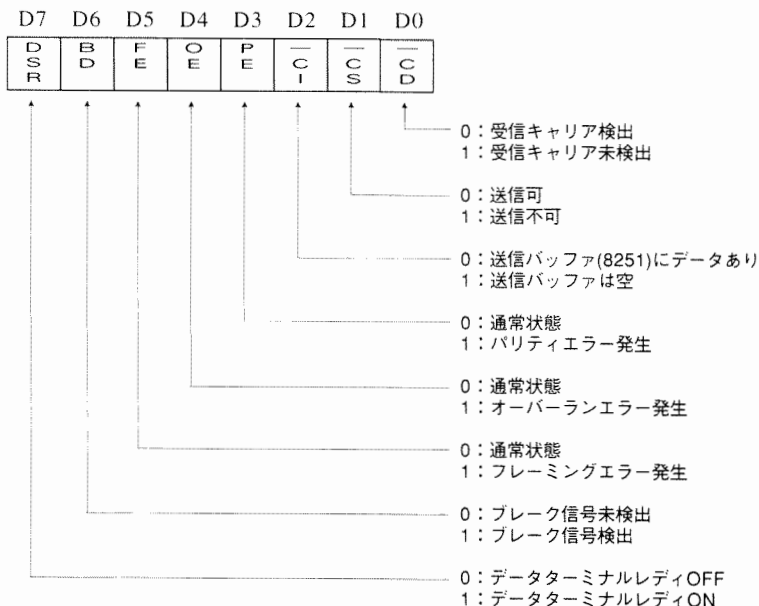 D7 D6 D5 D4 D3 D2 D1 D0
DSR BD FE OE PE CI CS CD
0：受信キャリア検出
1：受信キャリア未検出
0：送信可
1：送信不可
0：送信バッファ(8251)にデータあり
1：送信バッファは空
0：通常状態
1：パリティエラー発生
0：通常状態
1：オーバーランエラー発生
0：通常状態
1：フレーミングエラー発生
0：ブレーク信号未検出
1：ブレーク信号検出
0：データターミナルレディOFF
1：データターミナルレディON